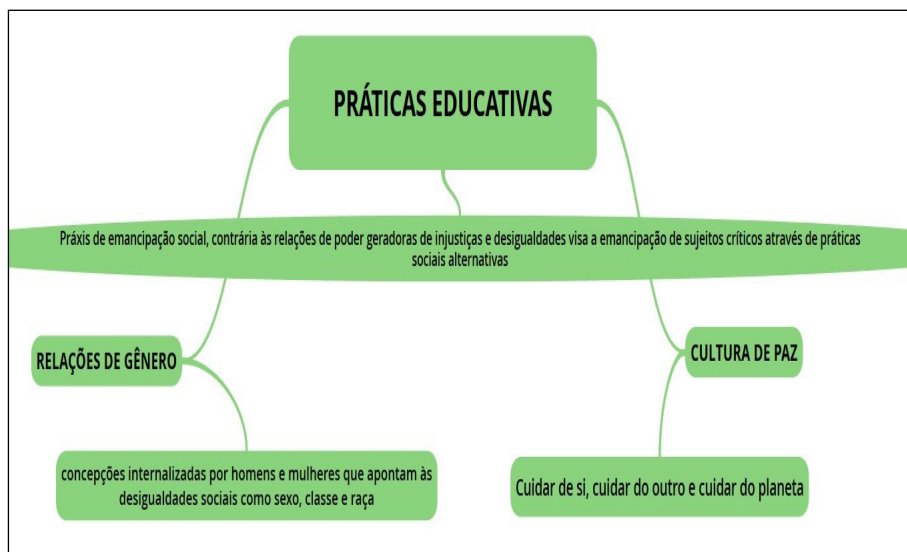 PRÁTICAS EDUCATIVAS
Práxis de emancipação social, contrária às relações de poder geradoras de injustiças e desigualdades visa a emancipação de sujeitos críticos através de práticas
sociais alternativas
RELAÇÕES DE GÊNERO
CULTURA DE PAZ
concepções internalizadas por homens e mulheres que apontam às
desigualdades sociais como sexo, classe e raça
Cuidar de si, cuidar do outro e cuidar do planeta